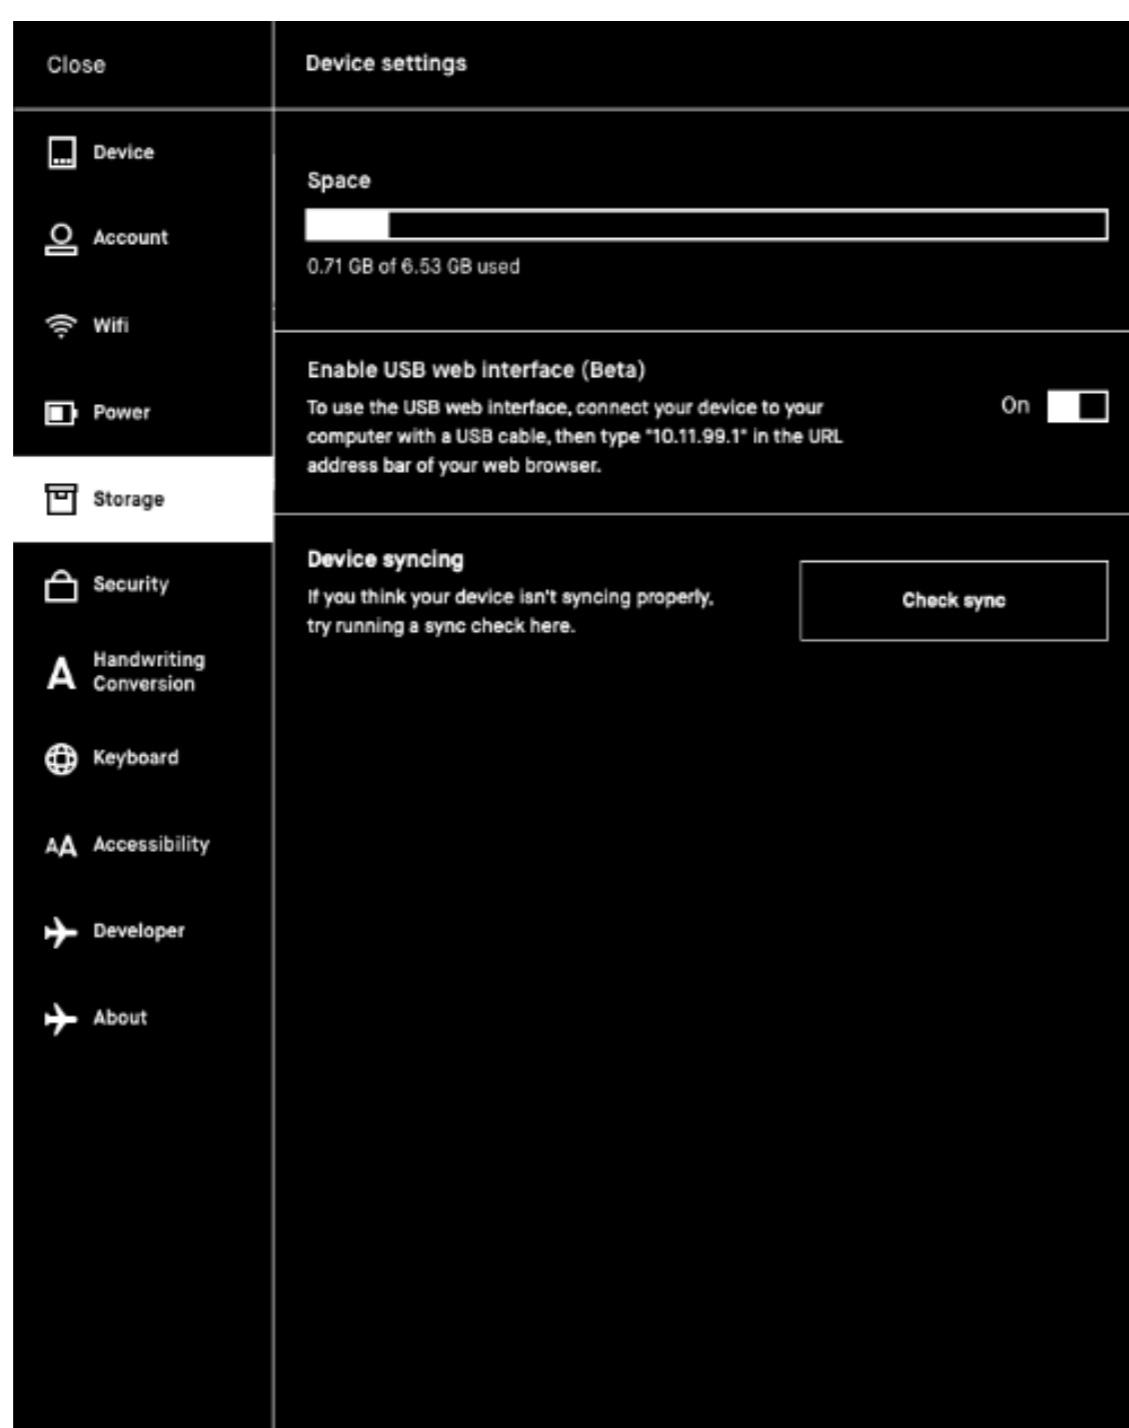 Close
Device settings
Device
Account
Wifi
Power
Storage
Security
Handwriting
Conversion
Keyboard
Accessibility
Developer
About
Space
0.71 GB of 6.53 GB used
Enable USB web interface (Beta)
To use the USB web interface, connect your device to your
computer with a USB cable, then type "10.11.99.1" in the URL
address bar of your web browser.
On
Device syncing
If you think your device isn't syncing properly,
try running a sync check here.
Check sync